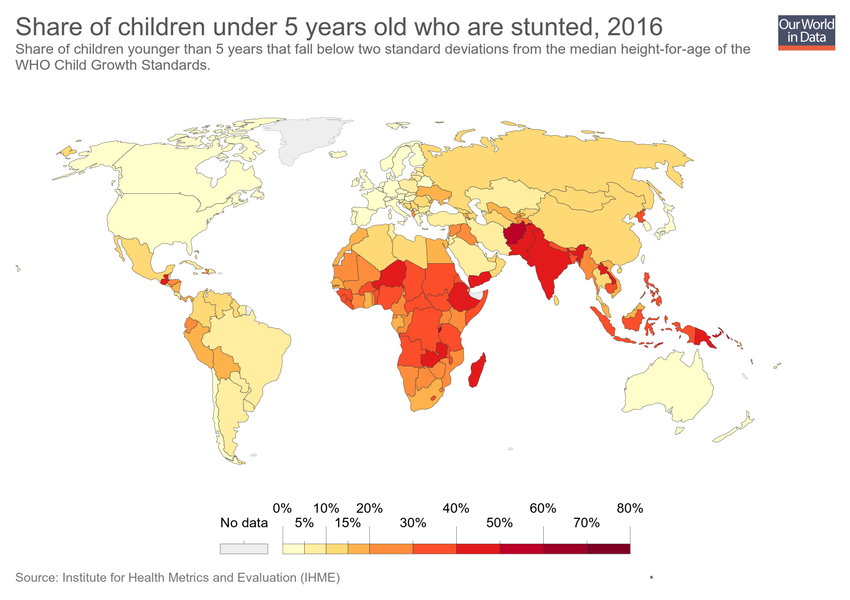 Share of children under 5 years old who are stunted, 2016
Share of children younger than 5 years that fall below two standard deviations from the median height-for-age of the
WHO Child Growth Standards.
Our World
in Data
0% 10% 20% 40% 60% 80%
No data 5% 15% 30% 50% 70%
Source: Institute for Health Metrics and Evaluation (IHME)